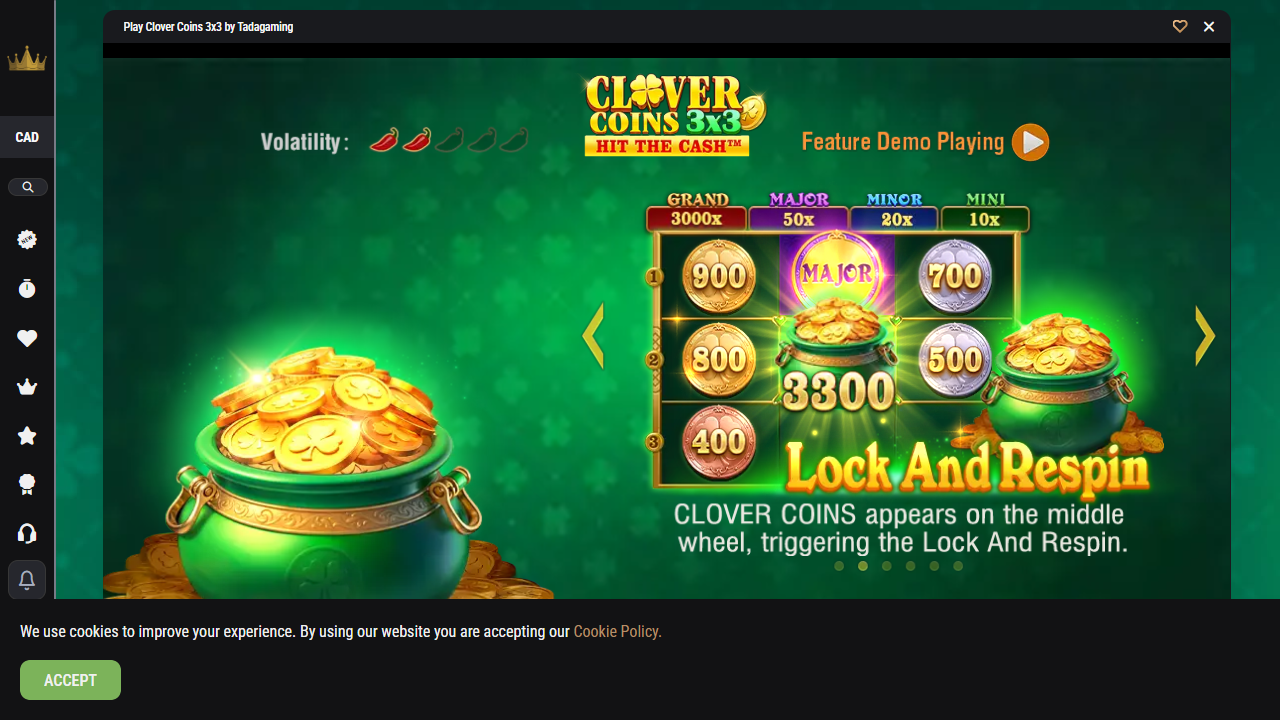 Play Clover Coins 3x3 by Tadagaming
CAD
NEW
CLOVER
COINS 3x3
HIT THE CASH™
Volatility :
Feature Demo Playing
GRAND
MAJOR
MINOR
MINI
3000x
50x
20x
10x
1
900
MAJOR
700
2
800
3300
500
3
400
Lock And Respin
CLOVER COINS appears on the middle
wheel, triggering the Lock And Respin.
We use cookies to improve your experience. By using our website you are accepting our Cookie Policy.
ACCEPT